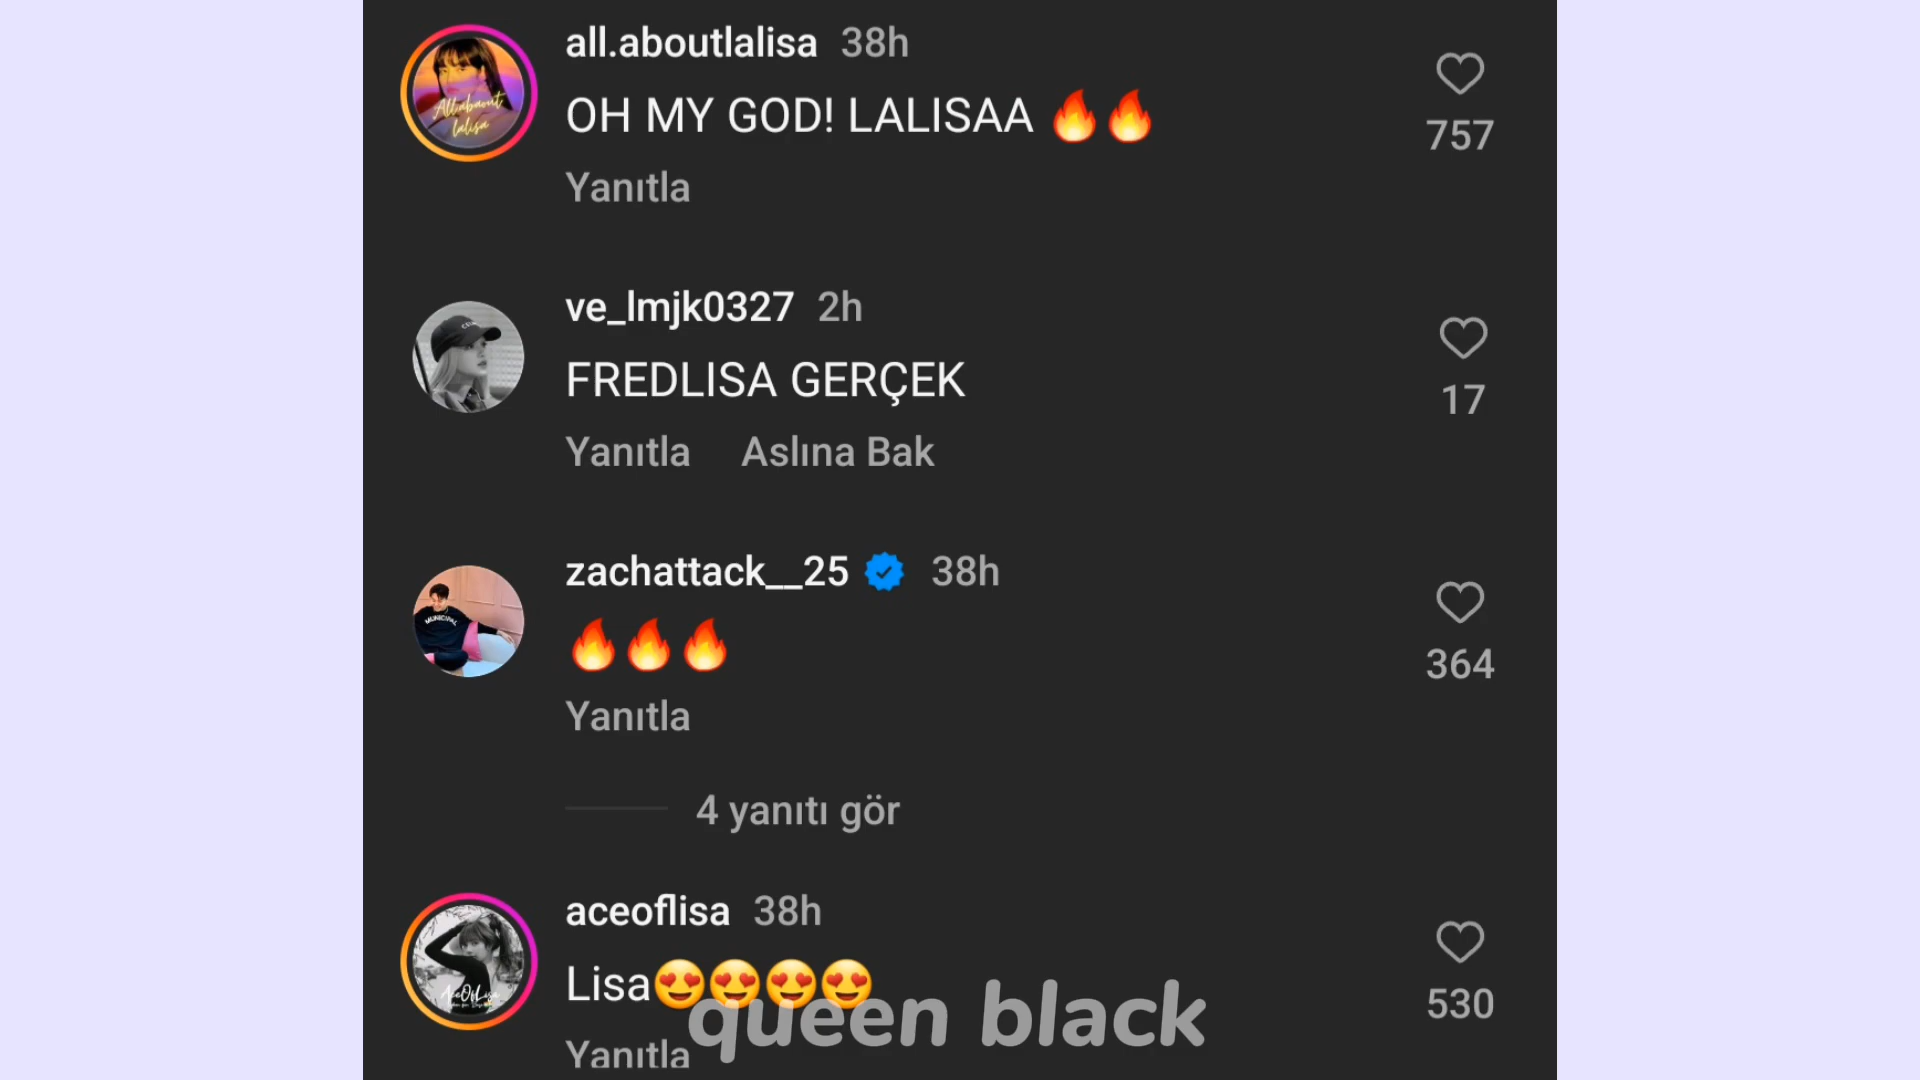 all.aboutlalisa 38h
OH MY GOD! LALISAA 🔥🔥
757
Yanıtla
ve_lmjk0327 2h
FREDLISA GERÇEK
17
Yanıtla Aslına Bak
zachattack__25 38h
🔥🔥🔥
364
Yanıtla
4 yanıtı gör
aceoflisa 38h
Lisa😍😍😍😍
530
queen black
Yanıtla